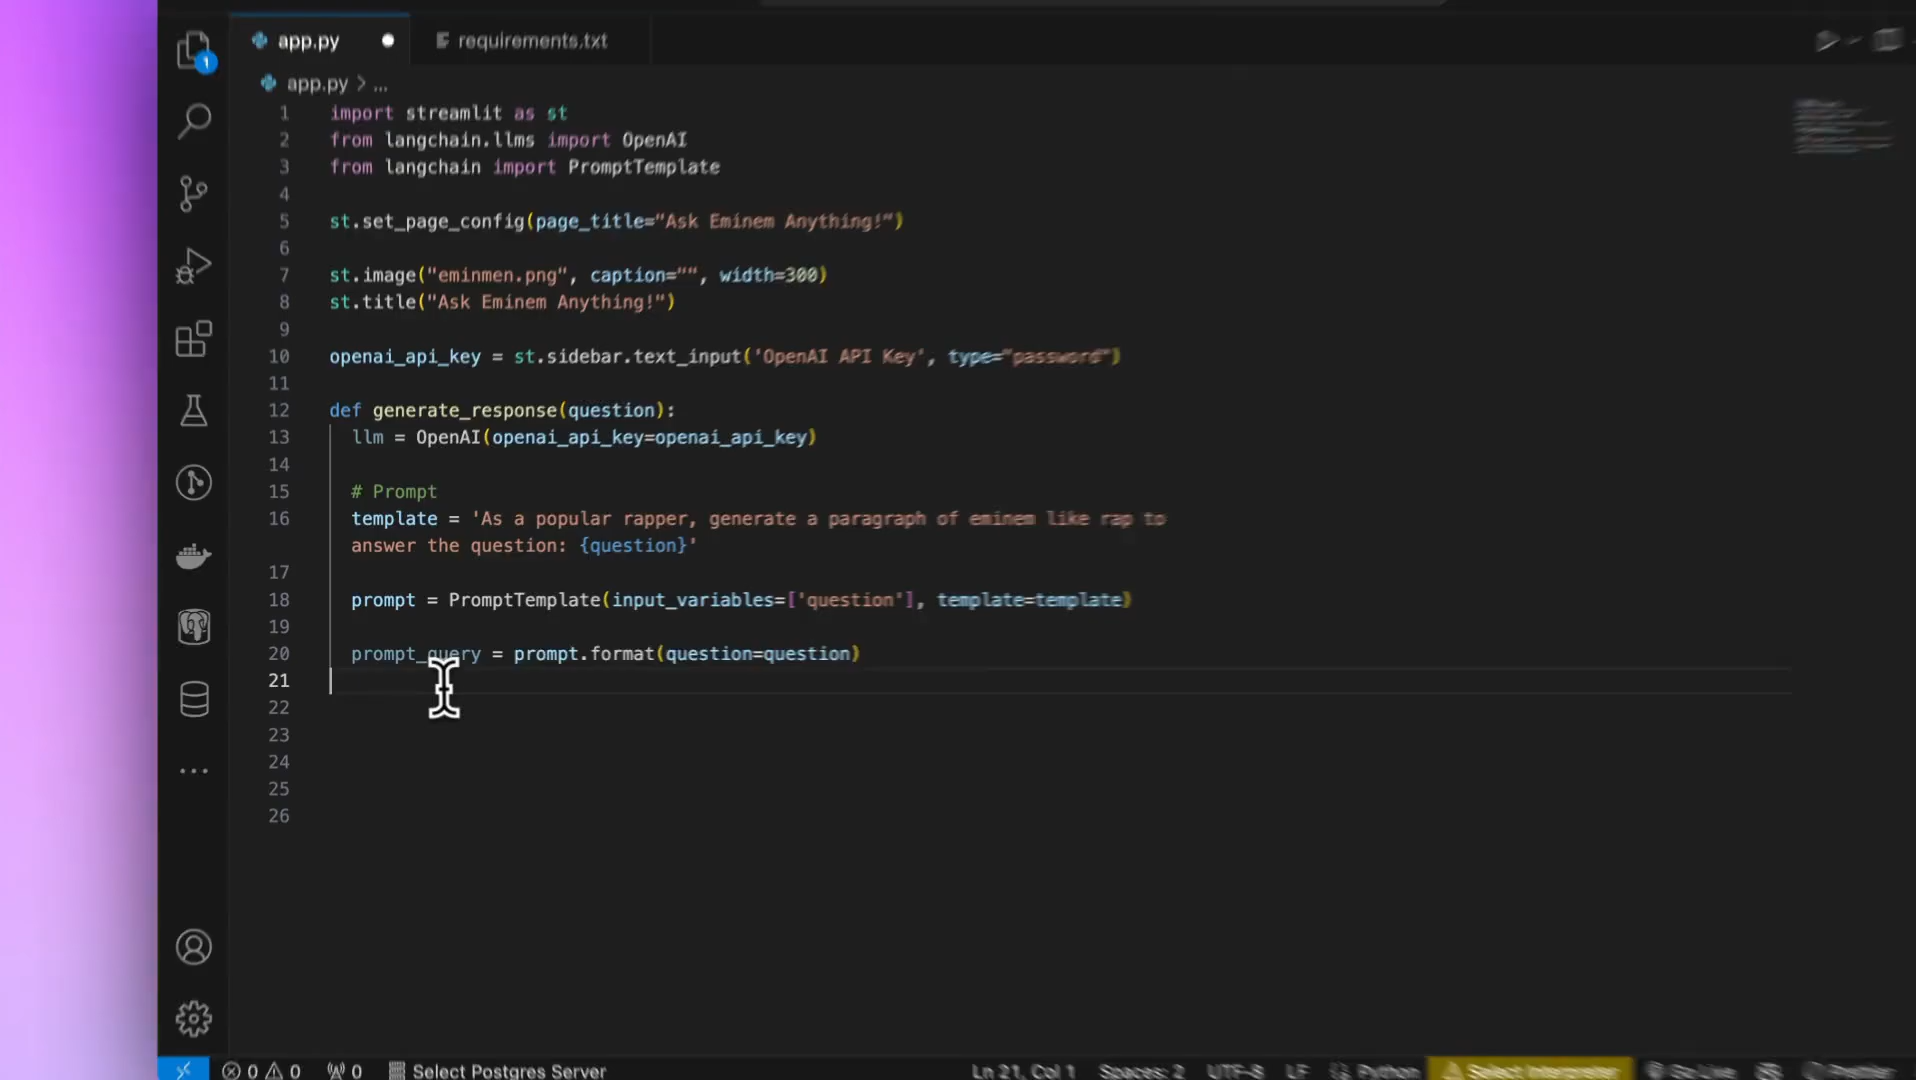 app.py
requirements.txt
1
app.py > ...
1 import streamlit as st
2 from langchain.llms import OpenAI
3 from langchain import PromptTemplate
4
5 st.set_page_config(page_title="Ask Eminem Anything!")
6
7 st.image("eminmen.png", caption="", width=300)
8 st.title("Ask Eminem Anything!")
9
10 openai_api_key = st.sidebar.text_input('OpenAI API Key', type="password")
11
12 def generate_response(question):
13 llm = OpenAI(openai_api_key=openai_api_key)
14
15 # Prompt
16 template = 'As a popular rapper, generate a paragraph of eminem like rap to
answer the question: {question}'
17
18 prompt = PromptTemplate(input_variables=['question'], template=template)
19
20 prompt_query = prompt.format(question=question)
21
22
23
24
25
26
0 0 0 Select Postgres Server Ln 21, Col 1 Spaces: 2 UTF-8 LF Python Select Interpreter Go Live Prettier